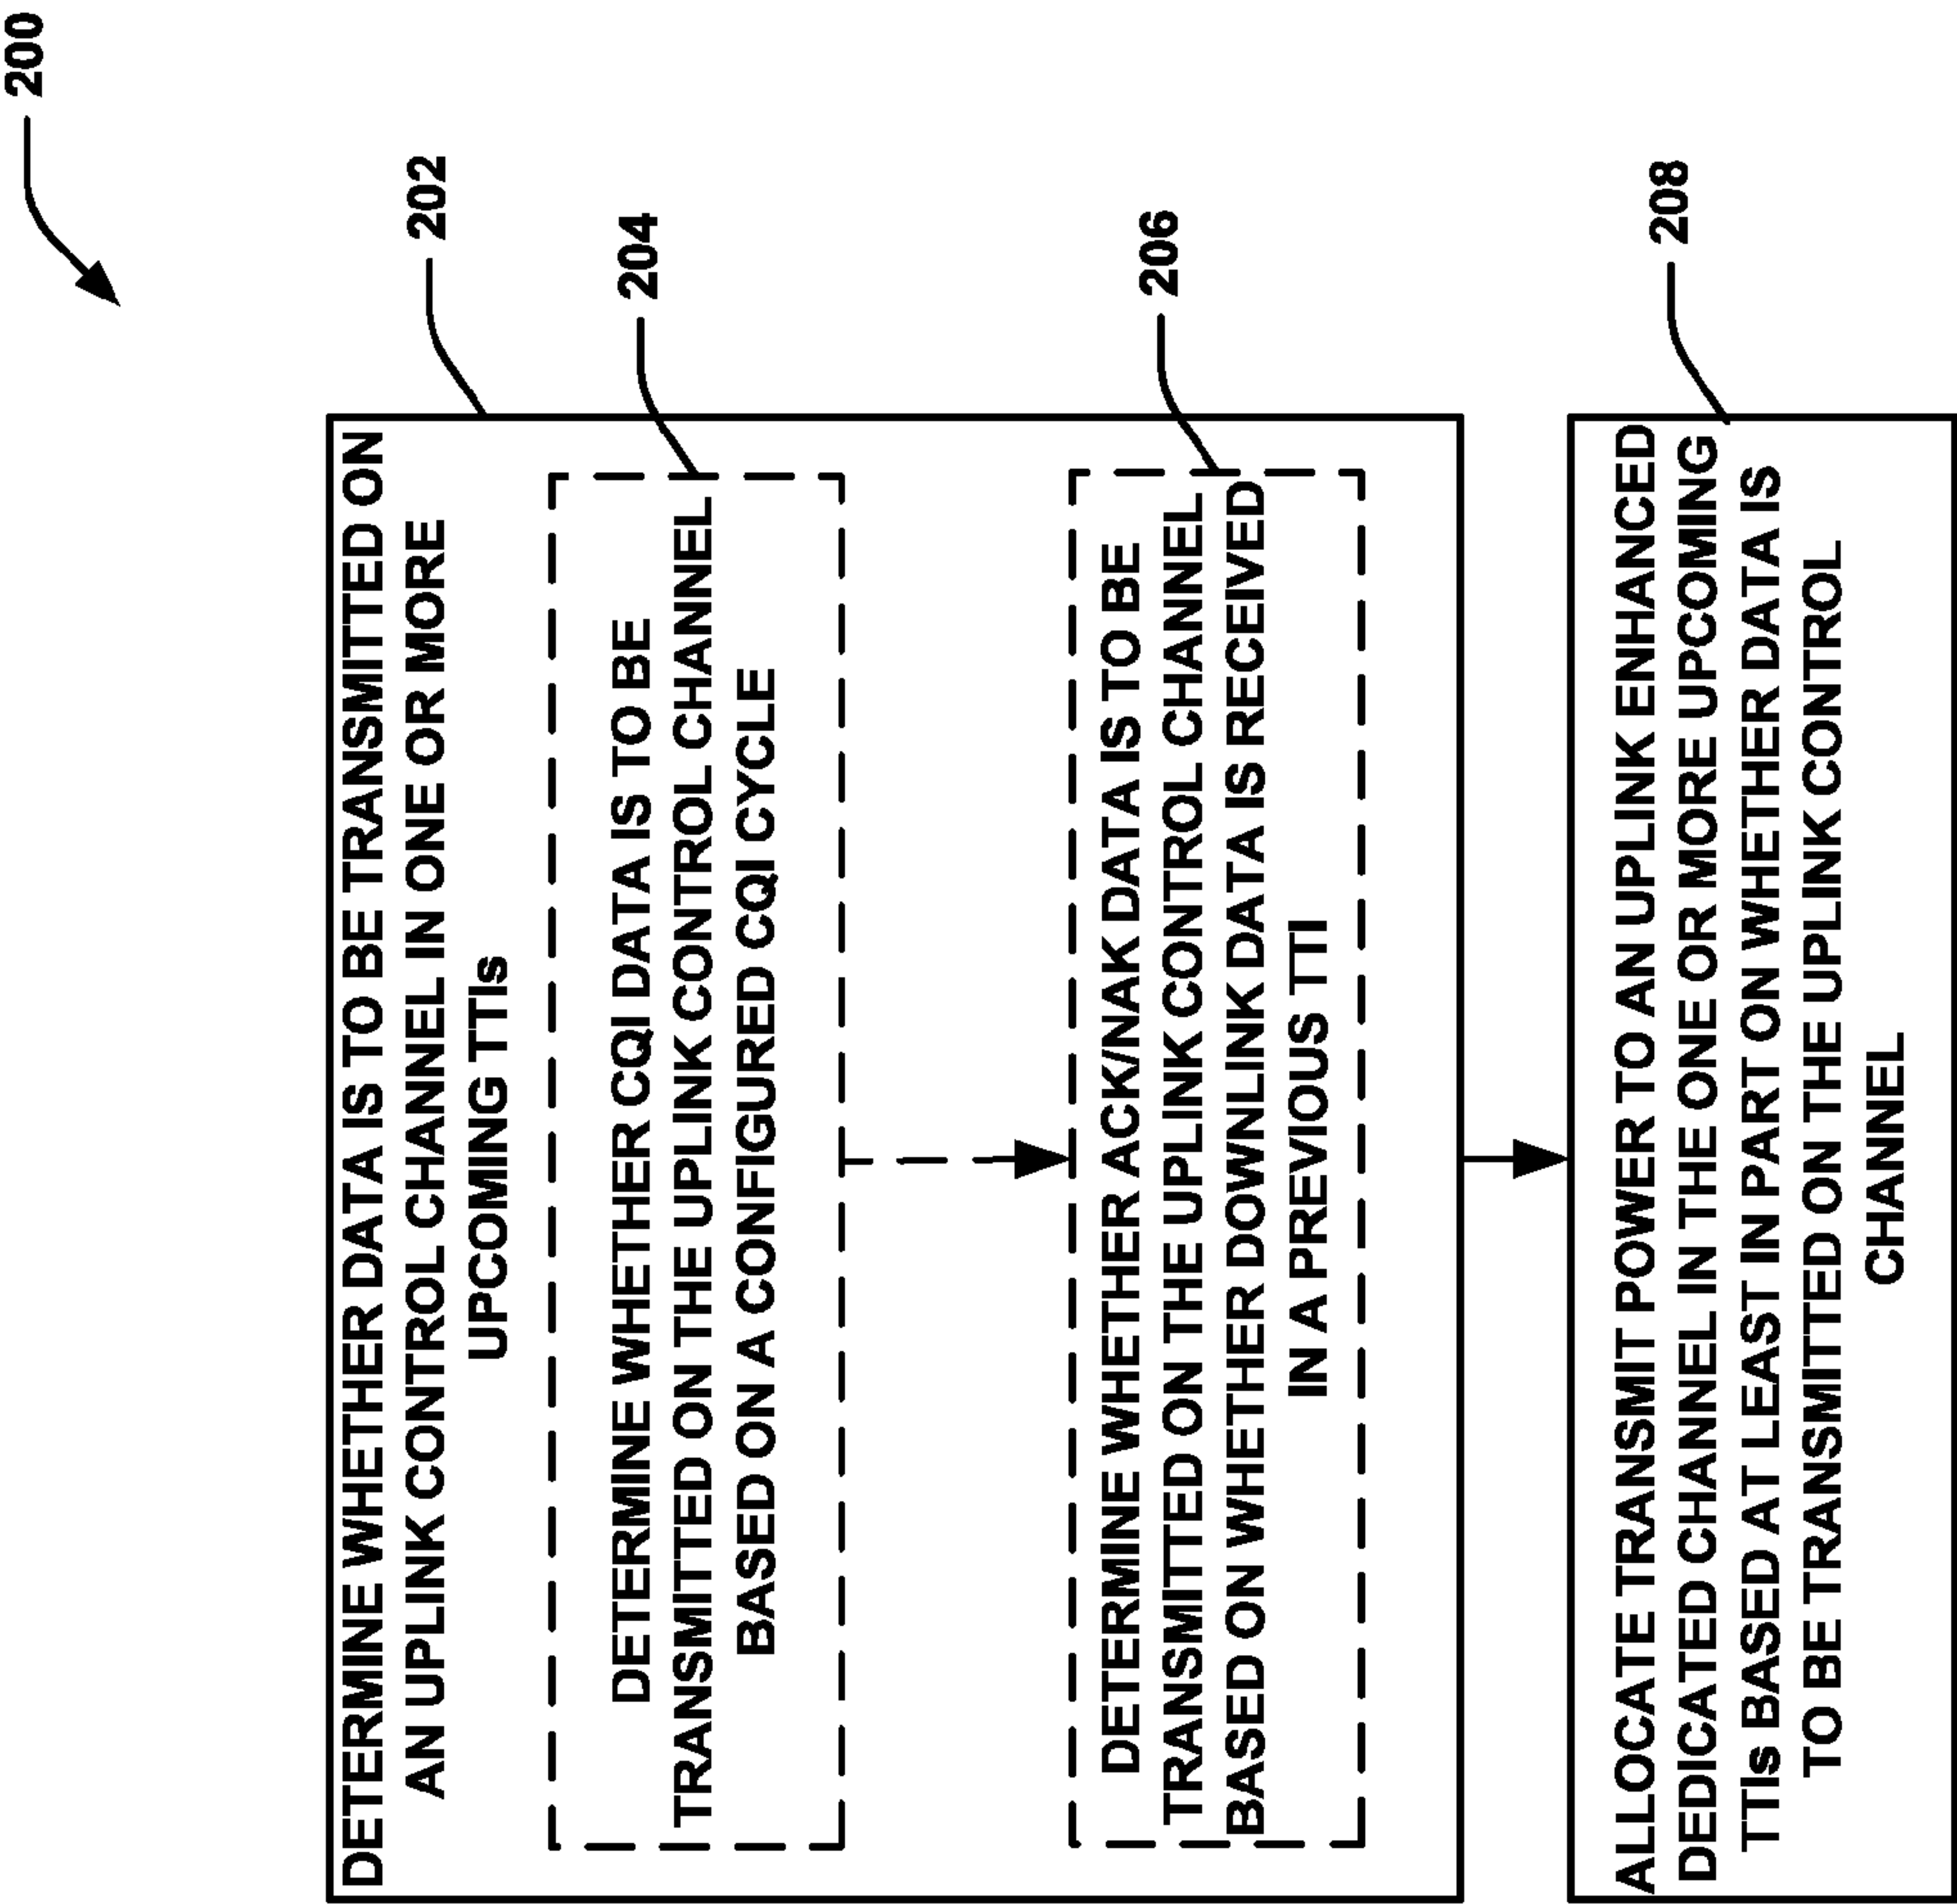 200
202
DETERMINE WHETHER DATA IS TO BE TRANSMITTED ON
AN UPLINK CONTROL CHANNEL IN ONE OR MORE
UPCOMING TTIs
204
DETERMINE WHETHER CQI DATA IS TO BE
TRANSMITTED ON THE UPLINK CONTROL CHANNEL
BASED ON A CONFIGURED CQI CYCLE
206
DETERMINE WHETHER ACK/NAK DATA IS TO BE
TRANSMITTED ON THE UPLINK CONTROL CHANNEL
BASED ON WHETHER DOWNLINK DATA IS RECEIVED
IN A PREVIOUS TTI
208
ALLOCATE TRANSMIT POWER TO AN UPLINK ENHANCED
DEDICATED CHANNEL IN THE ONE OR MORE UPCOMING
TTIs BASED AT LEAST IN PART ON WHETHER DATA IS
TO BE TRANSMITTED ON THE UPLINK CONTROL
CHANNEL